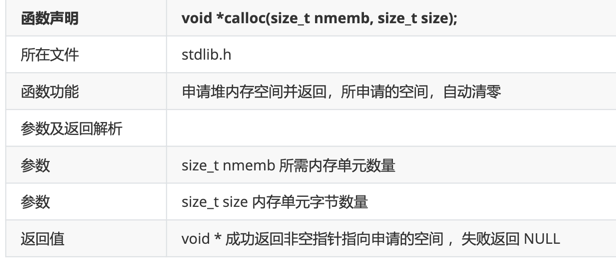 函数声明 void *calloc(size_t nmemb, size_t size);
所在文件 stdlib.h
函数功能 申请堆内存空间并返回，所申请的空间，自动清零
参数及返回解析
参数 size_t nmemb 所需内存单元数量
参数 size_t size 内存单元字节数量
返回值 void * 成功返回非空指针指向申请的空间 ，失败返回 NULL